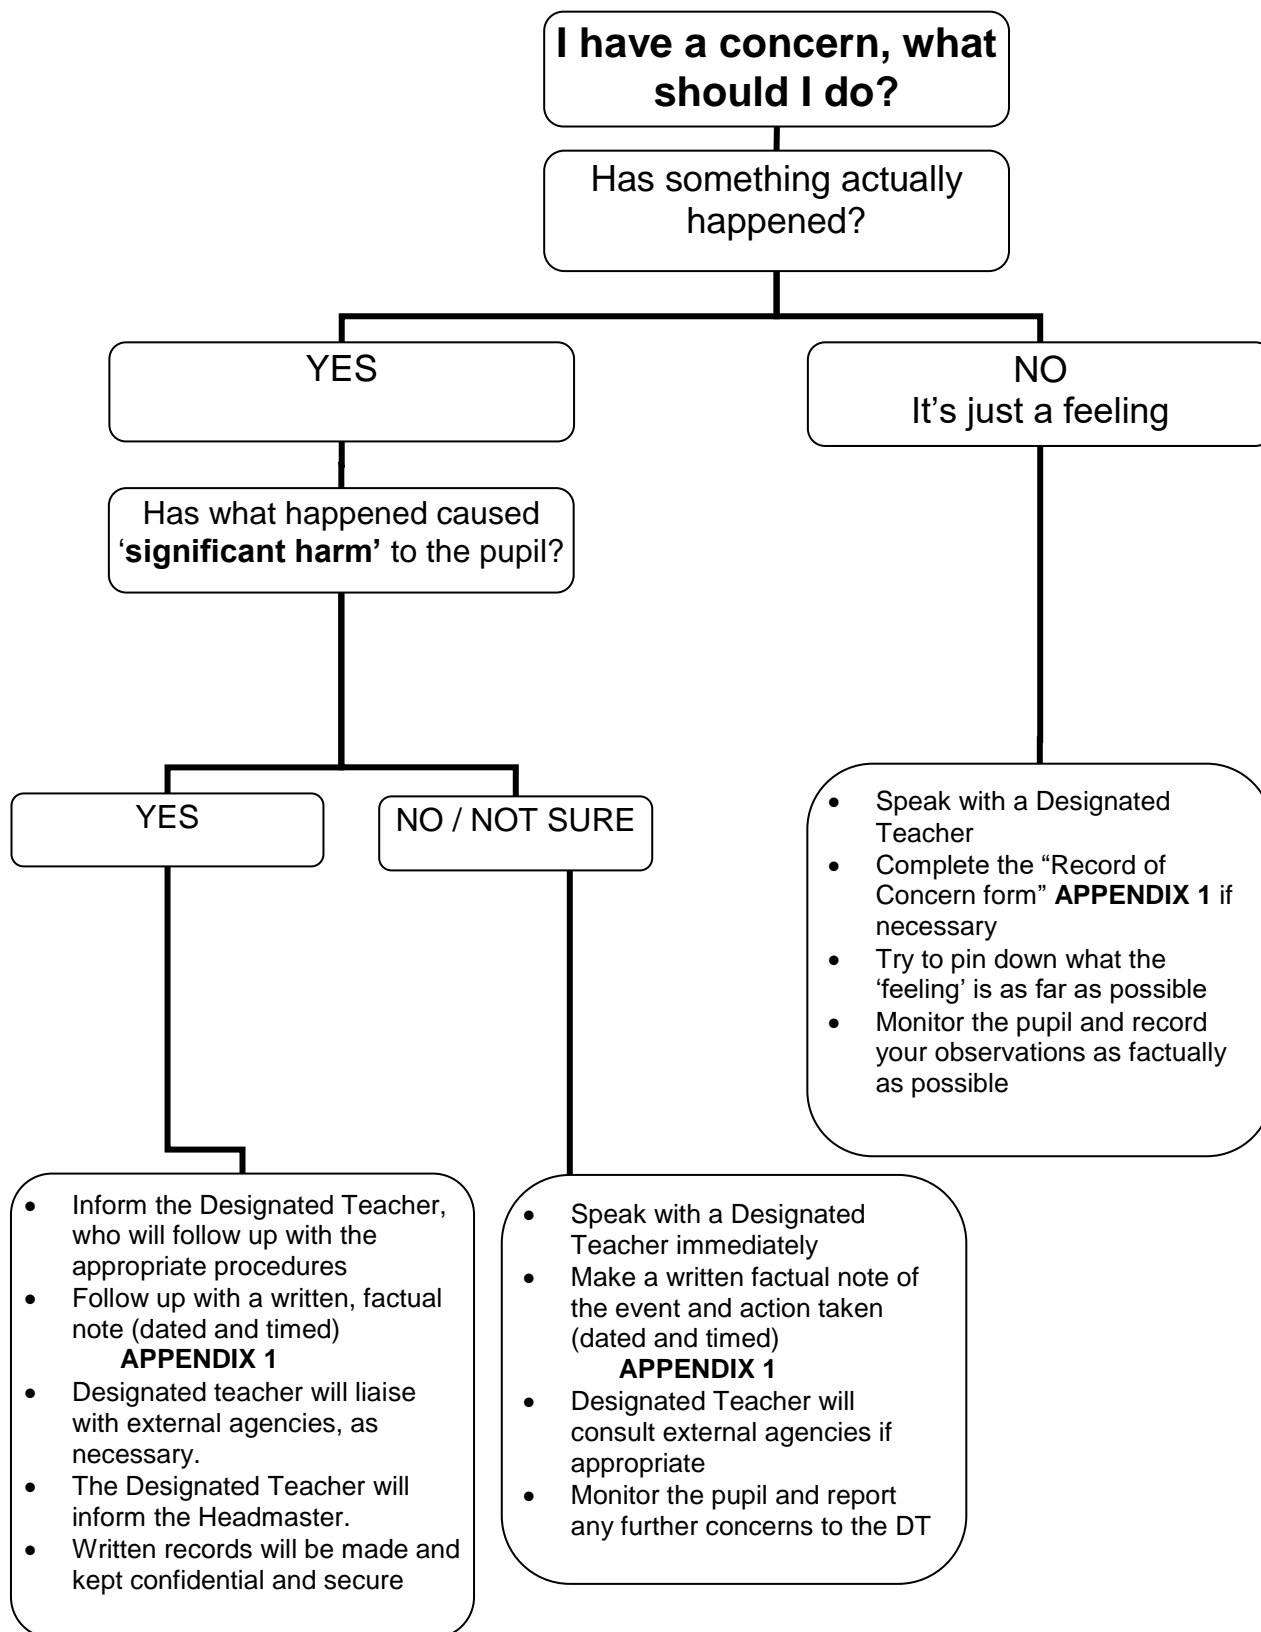 I have a concern, what
should I do?
Has something actually
happened?
YES
NO
It’s just a feeling
Has what happened caused
‘significant harm’ to the pupil?
YES
NO / NOT SURE
• Speak with a Designated
Teacher
• Complete the “Record of
Concern form” APPENDIX 1 if
necessary
• Try to pin down what the
‘feeling’ is as far as possible
• Monitor the pupil and record
your observations as factually
as possible
• Inform the Designated Teacher,
who will follow up with the
appropriate procedures
• Follow up with a written, factual
note (dated and timed)
APPENDIX 1
• Designated teacher will liaise
with external agencies, as
necessary.
• The Designated Teacher will
inform the Headmaster.
• Written records will be made and
kept confidential and secure
• Speak with a Designated
Teacher immediately
• Make a written factual note of
the event and action taken
(dated and timed)
APPENDIX 1
• Designated Teacher will
consult external agencies if
appropriate
• Monitor the pupil and report
any further concerns to the DT